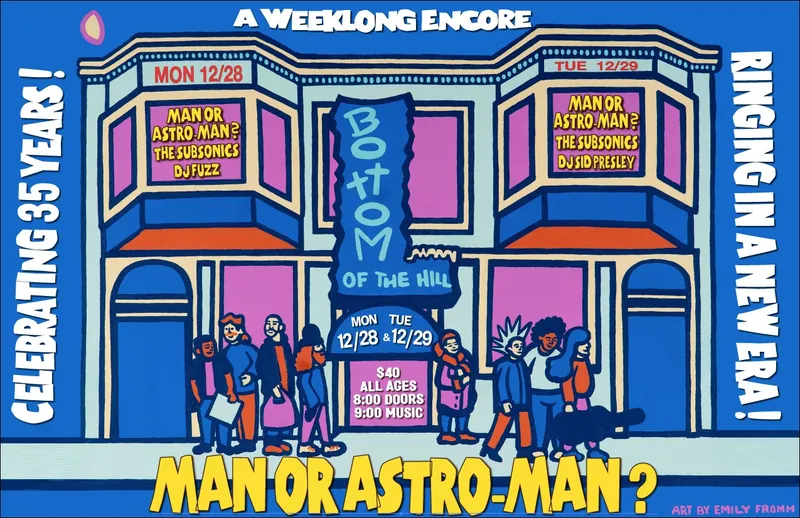 A WEEKLONG ENCORE
CELEBRATING 35 YEARS!
RINGING IN A NEW ERA!
MON 12/28
MAN OR
ASTRO-MAN?
THE SUBSONICS
DJ FUZZ
TUE 12/29
MAN OR
ASTRO-MAN?
THE SUBSONICS
DJ SID PRESLEY
BOTTOM
OF THE HILL
MON TUE
12/28 & 12/29
$40
ALL AGES
8:00 DOORS
9:00 MUSIC
MAN OR ASTRO-MAN?
ART BY EMILY FROMM